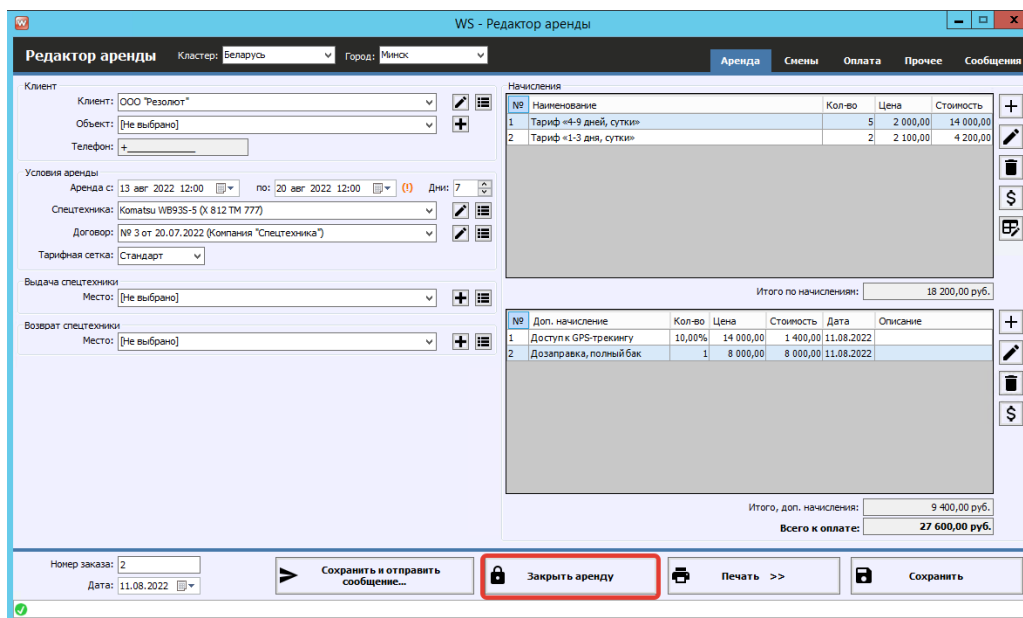 WS - Редактор аренды
Редактор аренды Кластер: Беларусь Город: Минск Аренда Смены Оплата Прочее Сообщения
Клиент
Клиент: ООО "Резолют"
Объект: [Не выбрано]
Телефон: +___________
Условия аренды
Аренда с: 13 авг 2022 12:00 по: 20 авг 2022 12:00 (!) Дни: 7
Спецтехника: Komatsu WB93S-5 (X 812 TM 777)
Договор: № 3 от 20.07.2022 (Компания "Спецтехника")
Тарифная сетка: Стандарт
Выдача спецтехники
Место: [Не выбрано]
Возврат спецтехники
Место: [Не выбрано]
Начисления
№ Наименование Кол-во Цена Стоимость
1 Тариф «4-9 дней, сутки» 5 2 000,00 14 000,00
2 Тариф «1-3 дня, сутки» 2 2 100,00 4 200,00
Итого по начислениям: 18 200,00 руб.
№ Доп. начисление Кол-во Цена Стоимость Дата Описание
1 Доступ к GPS-трекингу 10,00% 14 000,00 1 400,00 11.08.2022
2 Дозаправка, полный бак 1 8 000,00 8 000,00 11.08.2022
Итого, доп. начисления: 9 400,00 руб.
Всего к оплате: 27 600,00 руб.
Номер заказа: 2
Дата: 11.08.2022
Сохранить и отправить
сообщение...
Закрыть аренду
Печать >>
Сохранить